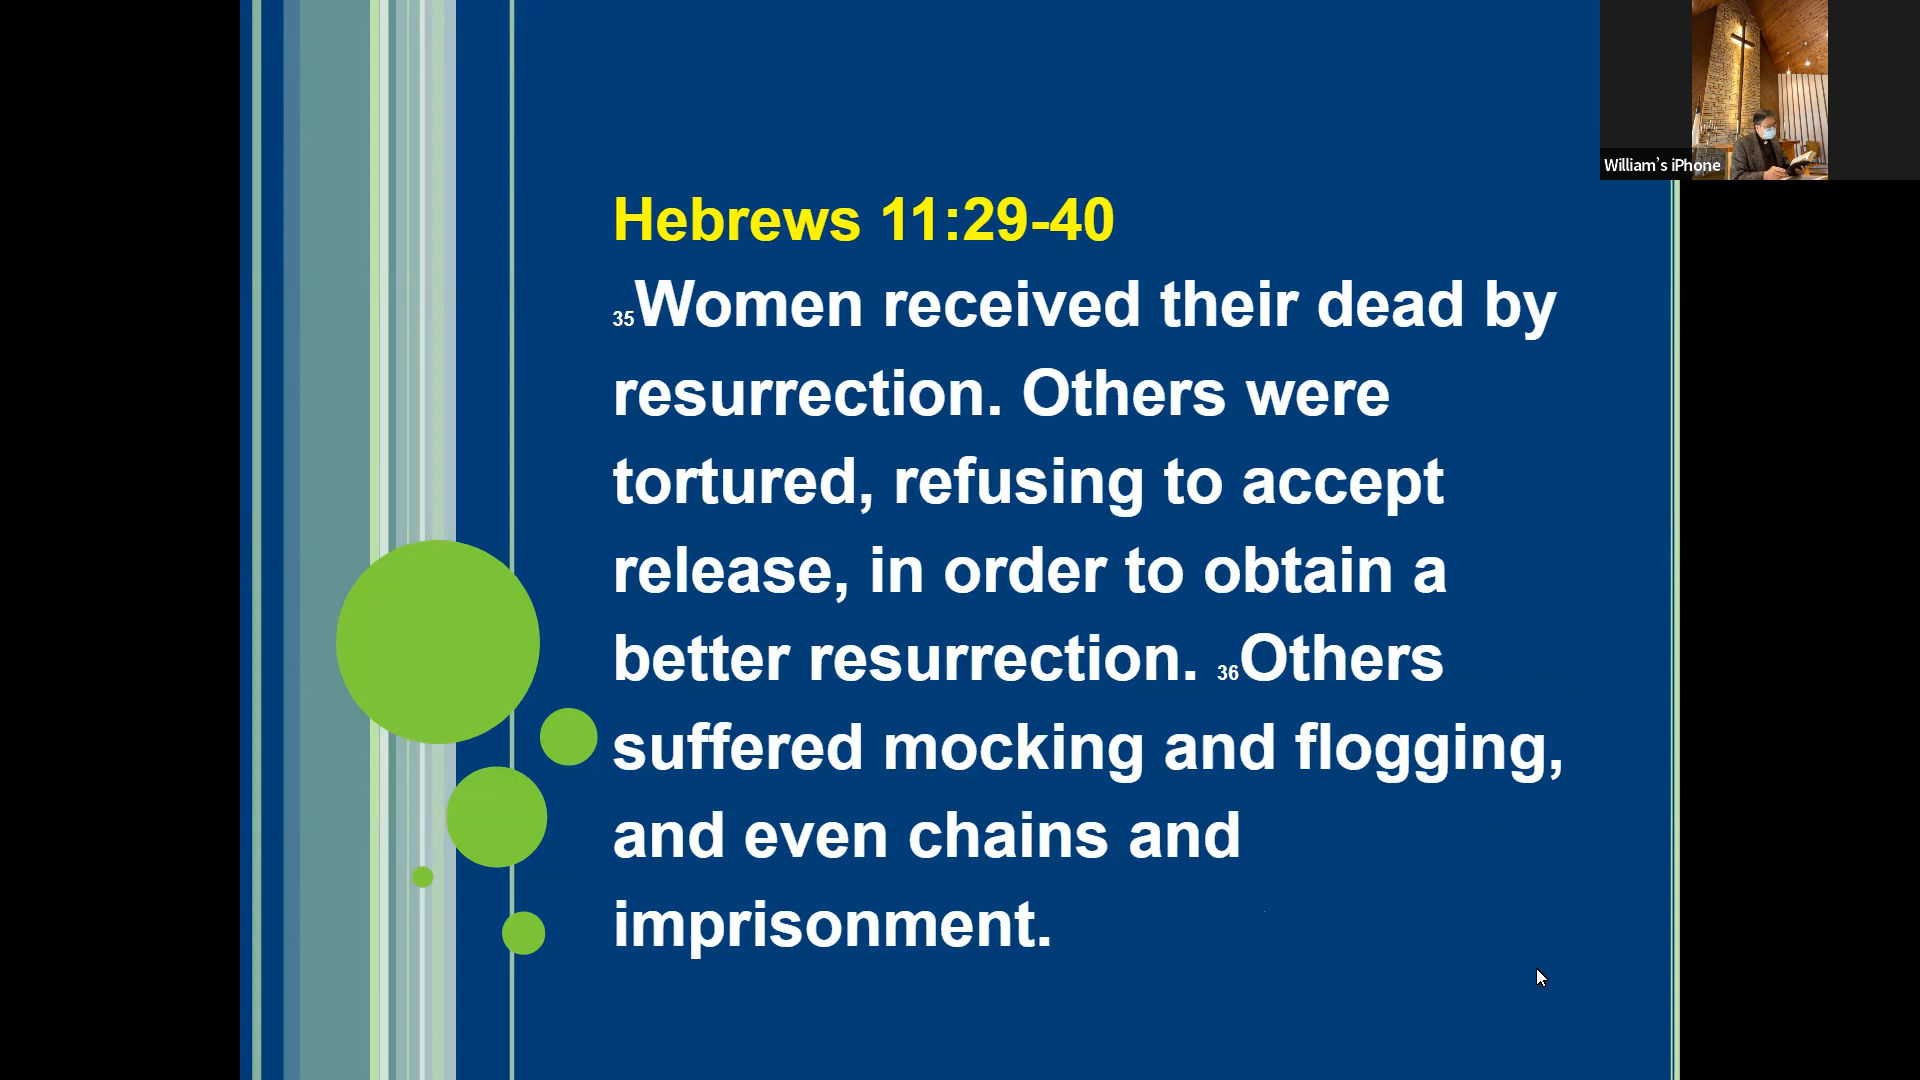 William's iPhone
Hebrews 11:29-40
35Women received their dead by
resurrection. Others were
tortured, refusing to accept
release, in order to obtain a
better resurrection. 36Others
suffered mocking and flogging,
and even chains and
imprisonment.